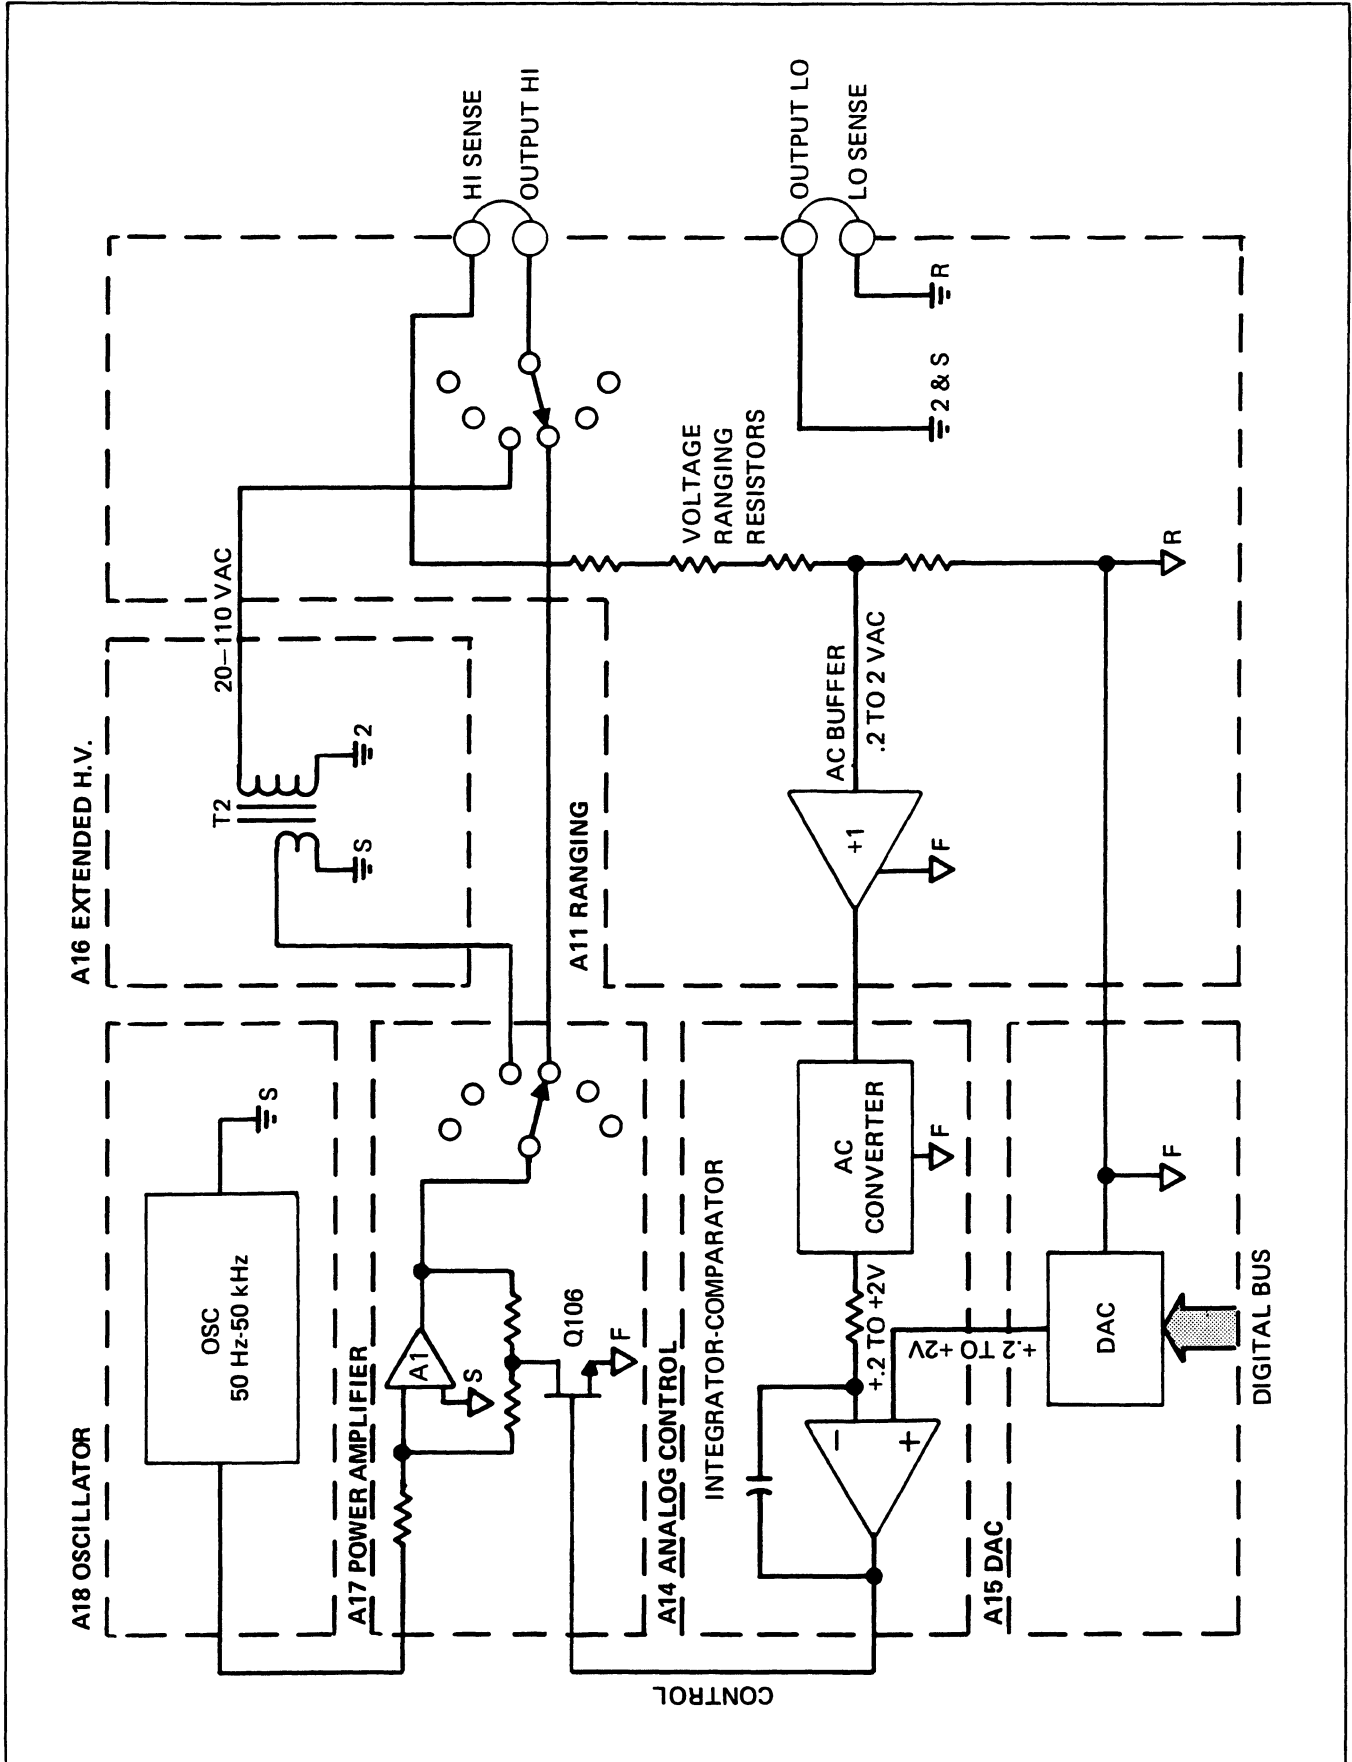 A18 OSCILLATOR
OSC
50 Hz-50 kHz
S
A16 EXTENDED H.V.
T2
S
2
20–110 VAC
HI SENSE
OUTPUT HI
A17 POWER AMPLIFIER
A1
S
Q106
F
A11 RANGING
VOLTAGE
RANGING
RESISTORS
OUTPUT LO
LO SENSE
2 & S
R
A14 ANALOG CONTROL
INTEGRATOR-COMPARATOR
–
+
+.2 TO +2V
AC
CONVERTER
F
AC BUFFER
.2 TO 2 VAC
+1
F
CONTROL
A15 DAC
+.2 TO +2V
DAC
F
R
DIGITAL BUS